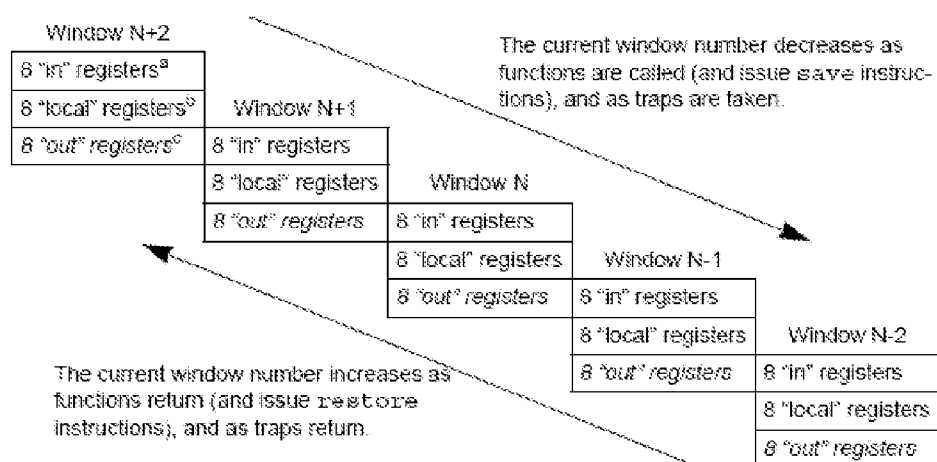 Window N+2
8 "in" registersa
8 "local" registersb
8 "out" registersc
The current window number decreases as
functions are called (and issue save instruc-
tions), and as traps are taken.
Window N+1
8 "in" registers
8 "local" registers
8 "out" registers
Window N
8 "in" registers
8 "local" registers
8 "out" registers
Window N-1
8 "in" registers
8 "local" registers
8 "out" registers
Window N-2
8 "in" registers
8 "local" registers
8 "out" registers
The current window number increases as
functions return (and issue restore
instructions), and as traps return.